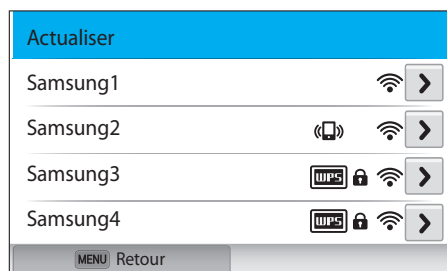 Actualiser
Samsung1
Samsung2
Samsung3 WPS
Samsung4 WPS
MENU Retour